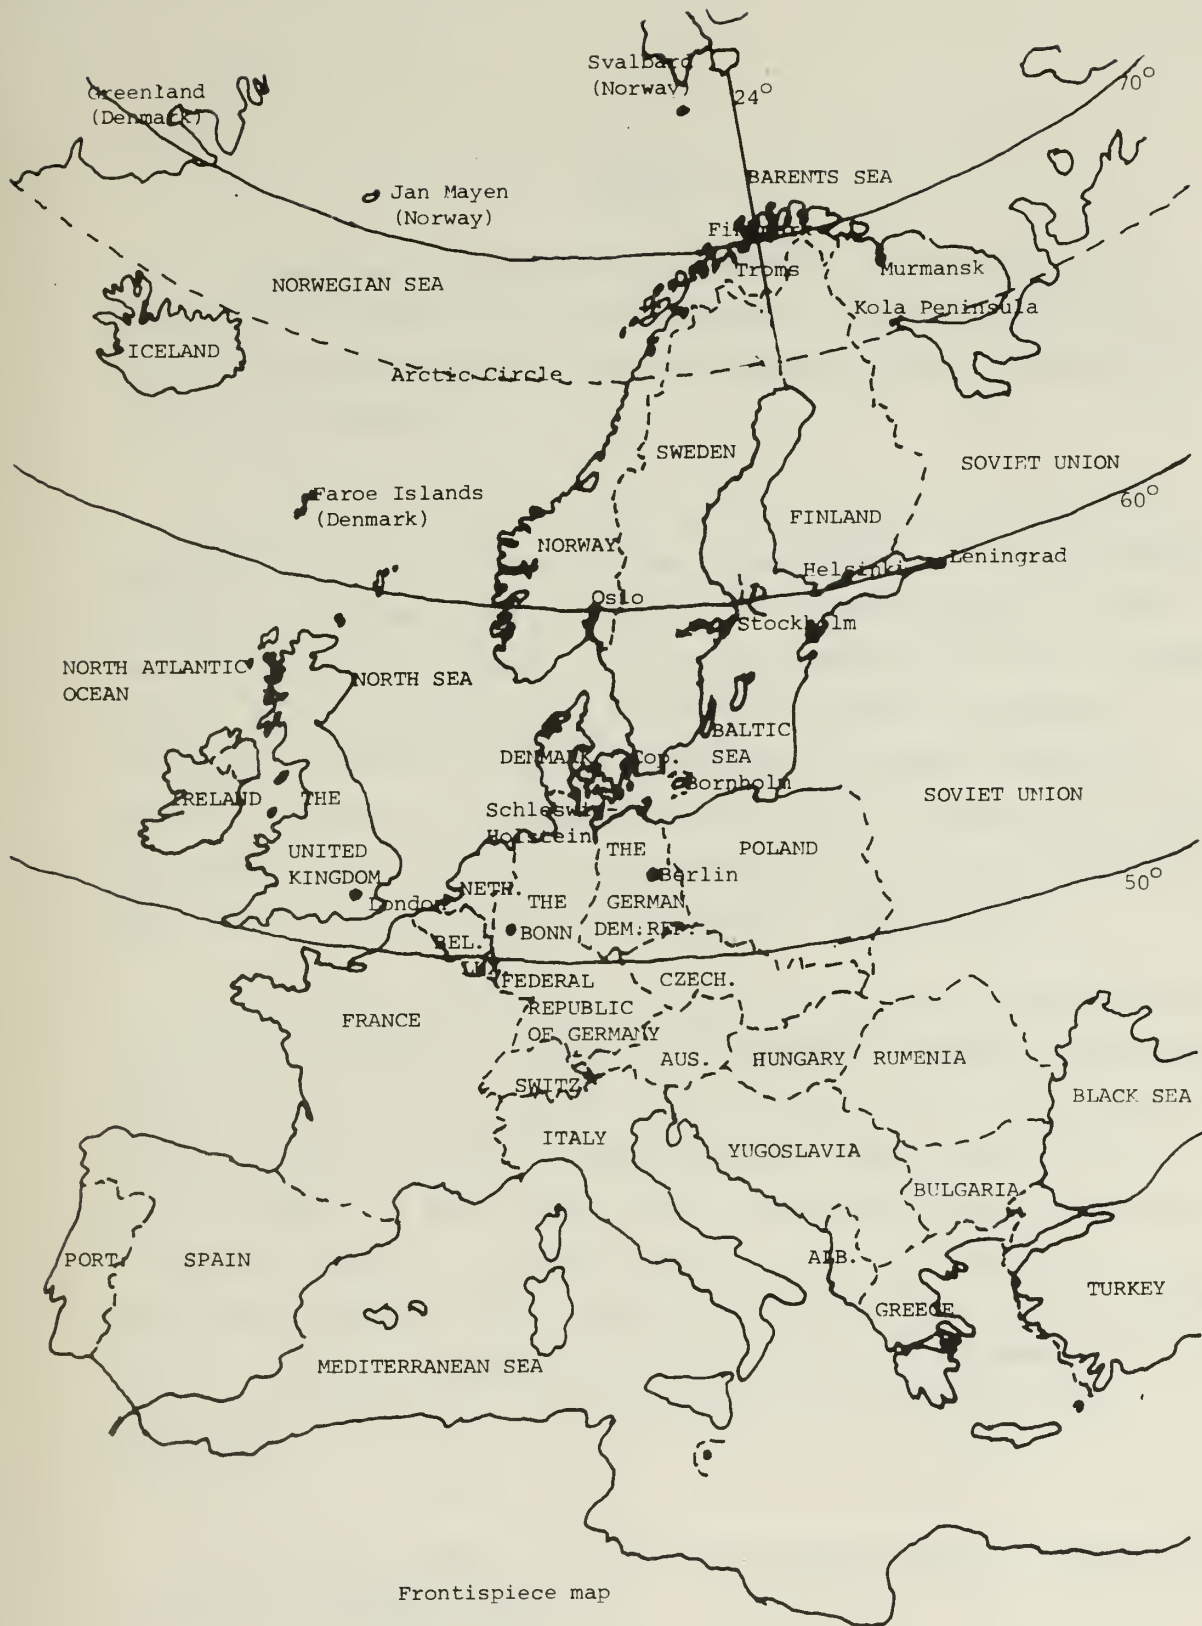 Svalbard
(Norway)
Greenland
(Denmark)
24°
70°
Jan Mayen
(Norway)
BARENTS SEA
Finnmark
Troms
Murmansk
NORWEGIAN SEA
Kola Peninsula
ICELAND
Arctic Circle
SWEDEN
SOVIET UNION
Faroe Islands
(Denmark)
60°
FINLAND
NORWAY
Helsinki
Leningrad
Oslo
Stockholm
NORTH ATLANTIC
OCEAN
NORTH SEA
BALTIC
SEA
DENMARK
Cop.
Bornholm
IRELAND
THE
UNITED
KINGDOM
London
Schleswi
Holstein
SOVIET UNION
THE
GERMAN
DEM. REP.
POLAND
Berlin
50°
NETH.
THE
BONN
BEL.
FEDERAL
REPUBLIC
OF GERMANY
CZECH.
FRANCE
AUS.
HUNGARY
RUMENIA
SWITZ
BLACK SEA
ITALY
YUGOSLAVIA
BULGARIA
PORT.
SPAIN
ALB.
GREECE
TURKEY
MEDITERRANEAN SEA
Frontispiece map